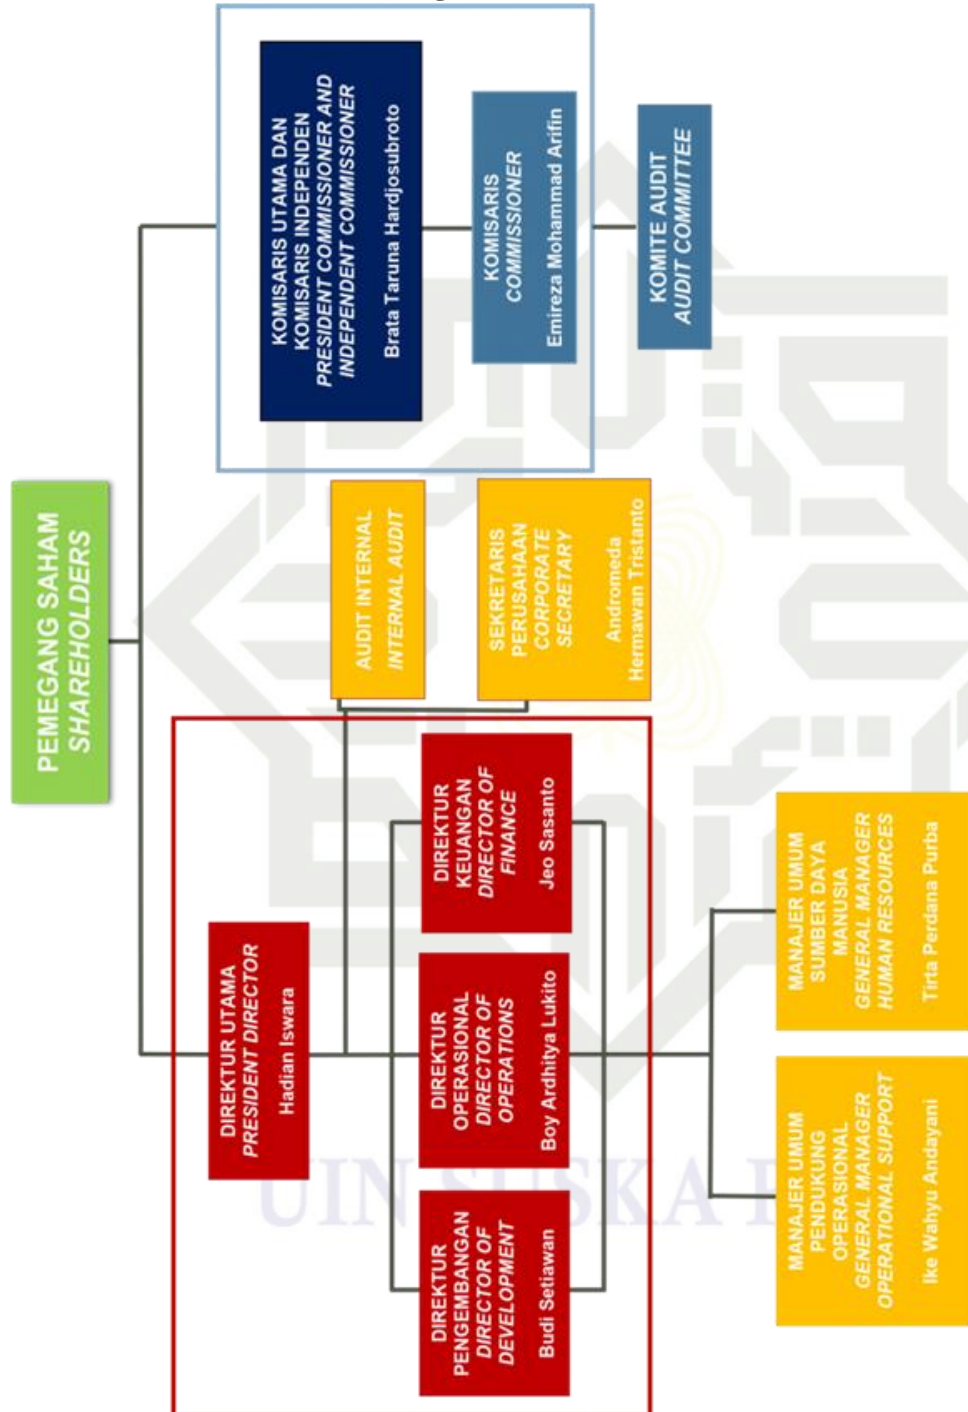 PEMEGANG SAHAM
SHAREHOLDERS
DIREKTUR UTAMA
PRESIDENT DIRECTOR
Hadian Iswara
KOMISARIS UTAMA DAN
KOMISARIS INDEPENDEN
PRESIDENT COMMISSIONER AND
INDEPENDENT COMMISSIONER
Brata Taruna Hardjosubroto
AUDIT INTERNAL
INTERNAL AUDIT
KOMISARIS
COMMISSIONER
Emireza Mohammad Arifin
DIREKTUR
PENGEMBANGAN
DIRECTOR OF
DEVELOPMENT
Budi Setiawan
DIREKTUR
OPERASIONAL
DIRECTOR OF
OPERATIONS
Boy Ardhitya Lukito
DIREKTUR
KEUANGAN
DIRECTOR OF
FINANCE
Jeo Sasanto
SEKRETARIS
PERUSAHAAN
CORPORATE
SECRETARY
Andromeda
Hermawan Tristanto
KOMITE AUDIT
AUDIT COMMITTEE
MANAJER UMUM
PENDUKUNG
OPERASIONAL
GENERAL MANAGER
OPERATIONAL SUPPORT
Ike Wahyu Andayani
MANAJER UMUM
SUMBER DAYA
MANUSIA
GENERAL MANAGER
HUMAN RESOURCES
Tirta Perdana Purba
UIN SUSKA